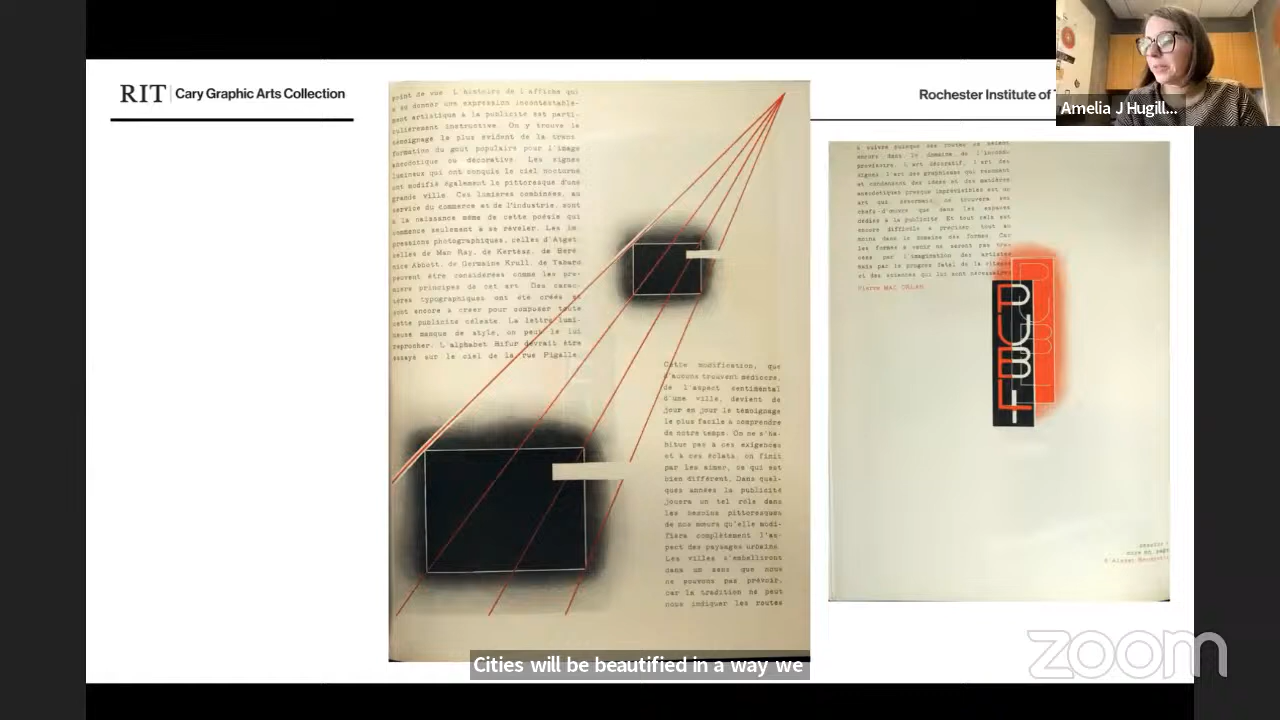 RIT | Cary Graphic Arts Collection
Rochester Institute of T
Amelia J Hugill...
point de vue. L'histoire de l'affiche qui
a su donner une expression incontestable-
ment artistique à la publicité est parti-
culièrement instructive. On y trouve le
témoignage le plus évident de la trans-
formation du goût populaire pour l'image
anecdotique ou décorative. Les signes
lumineux qui ont conquis le ciel nocturne
ont modifié également le pittoresque d'une
grande ville. Ces lumières combinées, au
service du commerce et de l'industrie, sont
à la naissance même de cette poésie qui
commence seulement à se révéler. Les im-
pressions photographiques, celles d'Atget
celles de Man Ray, de Kertész, de Bere-
nice Abbott, de Germaine Krull, de Tabard
peuvent être considérées comme les pre-
miers principes de cet art. Des carac-
tères typographiques ont été créés et
sont encore à créer pour composer toute
cette publicité céleste. La lettre lumi-
neuse manque de style, on peut le lui
reprocher. L'alphabet Bifur devrait être
essayé sur le ciel de la rue Pigalle.
Cette modification, que
d'aucuns trouvent médiocre,
de l'aspect sentimental
d'une ville, devient de
jour en jour le témoignage
le plus facile à comprendre
de notre temps. On ne s'ha-
bitue pas à ces exigences
et à ces éclats, on finit
par les aimer, ce qui est
bien différent. Dans quel-
ques années la publicité
jouera un tel rôle dans
les besoins pittoresques
de nos mœurs qu'elle modi-
fiera complètement l'as-
pect des paysages urbains.
Les villes s'embelliront
dans un sens que nous
ne pouvons pas prévoir,
car la tradition ne peut
nous indiquer les routes
à suivre puisque ces routes se
encore dans le domaine de
provisoire. L'art décoratif, l'art des
signes, l'art des graphismes qui résument
et condensent des idées et des matières
anecdotiques presque imprécisibles est un
art qui, désormais, se trouvera ses
chefs-d'œuvre que dans les espaces
dédiés à la publicité. Et tout cela est
encore difficile à préciser, tout au
moins dans le domaine des formes. Car
les formes à venir ne seront pas
par l'imagination des artistes
mais par le progrès fatal de la vitesse
et des sciences qui lui sont nécessaires
Pierre MAC ORLAN
PUBLI
PUBLI
Cities will be beautified in a way we
zoom